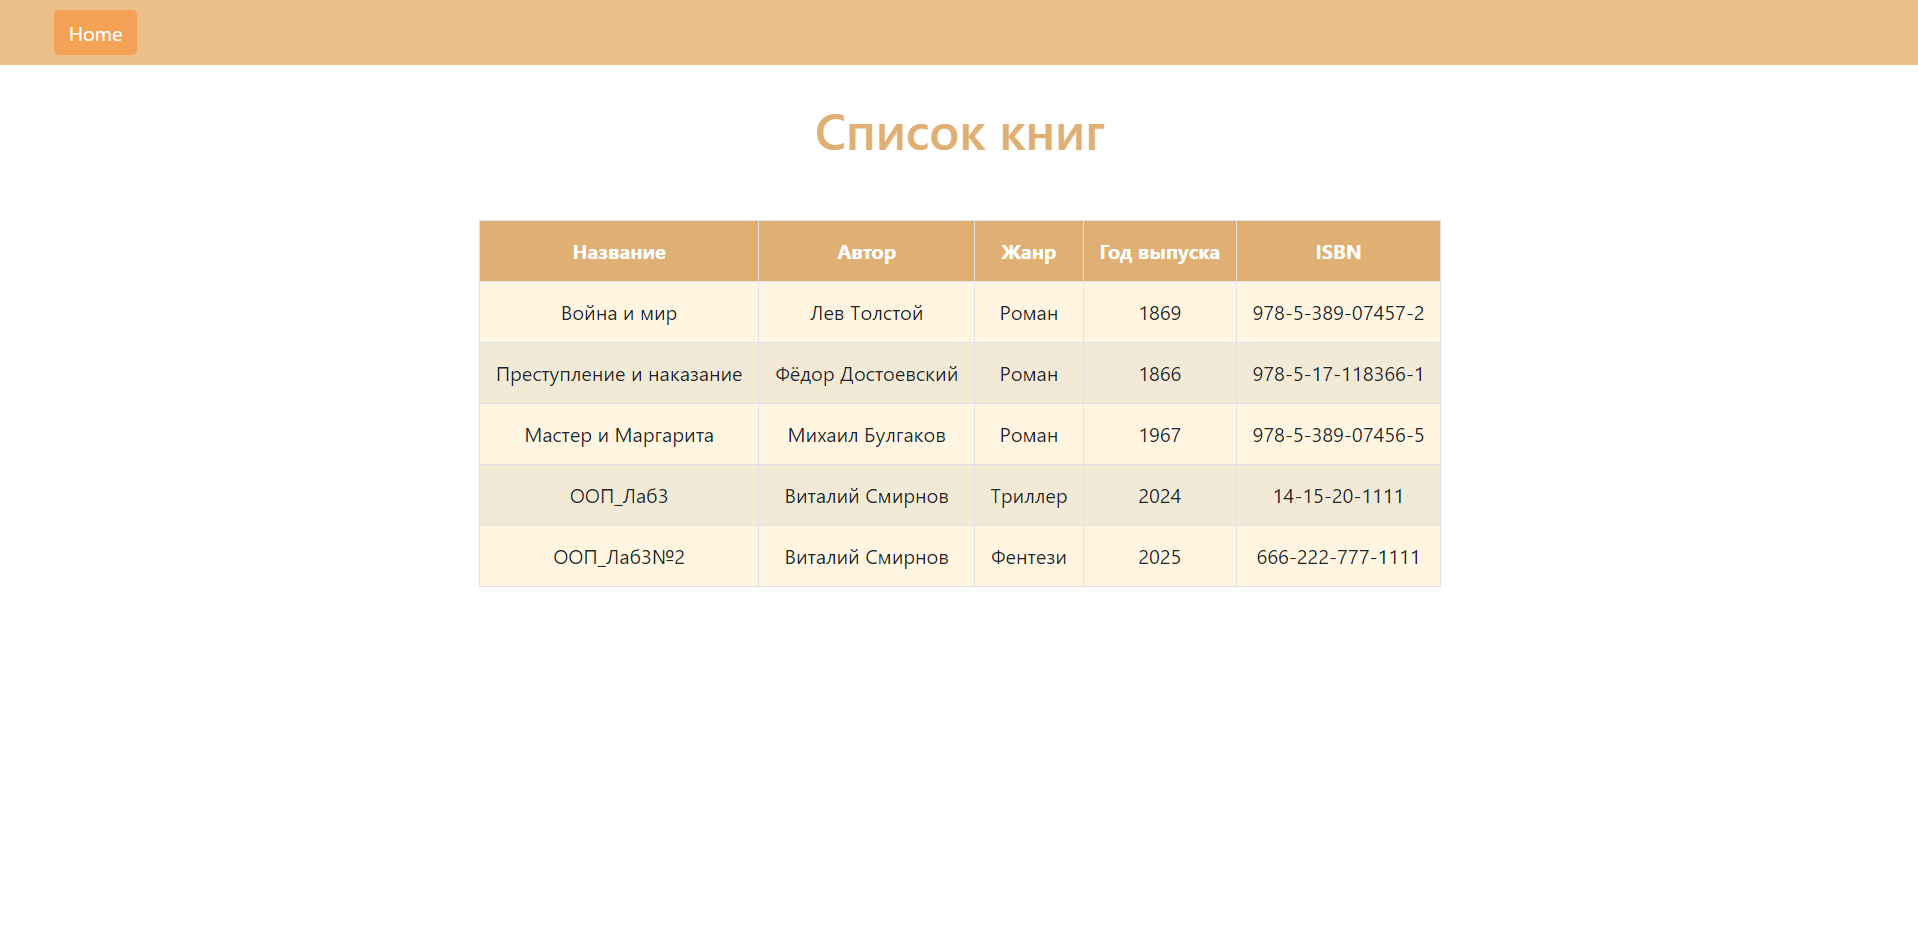 Home
Список книг
Название Автор Жанр Год выпуска ISBN
Война и мир Лев Толстой Роман 1869 978-5-389-07457-2
Преступление и наказание Фёдор Достоевский Роман 1866 978-5-17-118366-1
Мастер и Маргарита Михаил Булгаков Роман 1967 978-5-389-07456-5
ООП_Лаб3 Виталий Смирнов Триллер 2024 14-15-20-1111
ООП_Лаб3№2 Виталий Смирнов Фентези 2025 666-222-777-1111